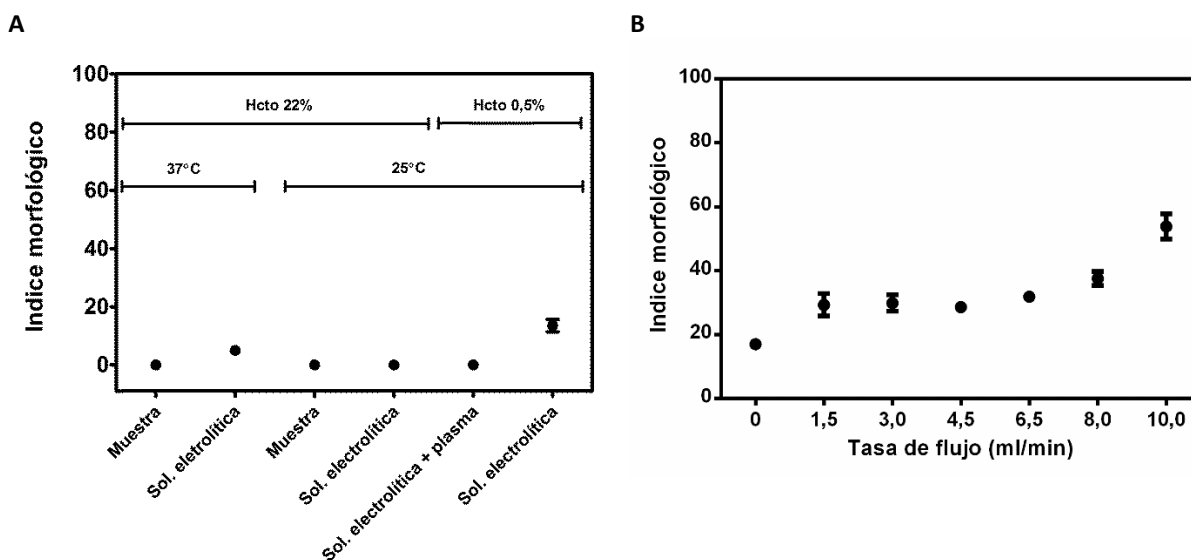 A
Indice morfológico
100
80
60
40
20
0
Hcto 22%
Hcto 0,5%
37°C
25°C
Muestra
Sol. eletrolítica
Muestra
Sol. electrolítica
Sol. electrolítica + plasma
Sol. electrolítica
B
Indice morfológico
100
80
60
40
20
0
0 1,5 3,0 4,5 6,5 8,0 10,0
Tasa de flujo (ml/min)